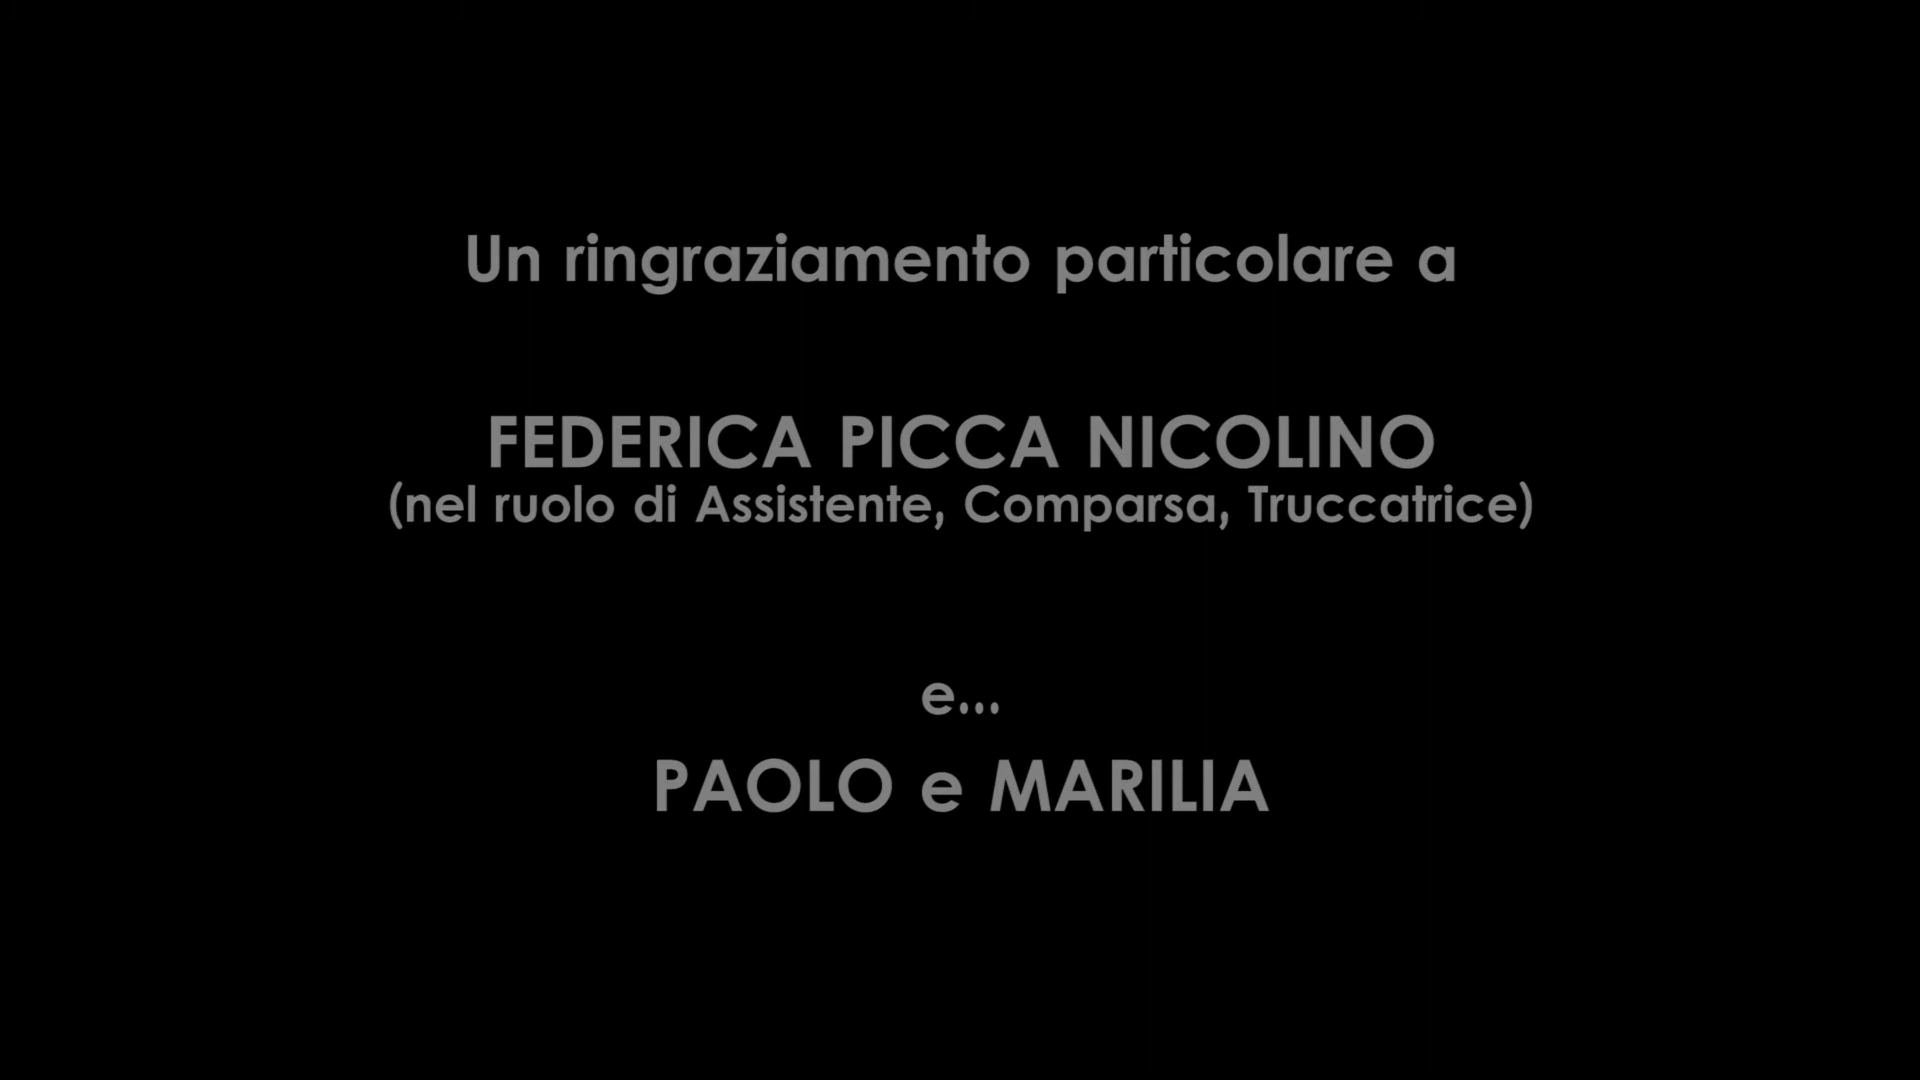 Un ringraziamento particolare a
FEDERICA PICCA NICOLINO
(nel ruolo di Assistente, Comparsa, Truccatrice)
e...
PAOLO e MARILIA